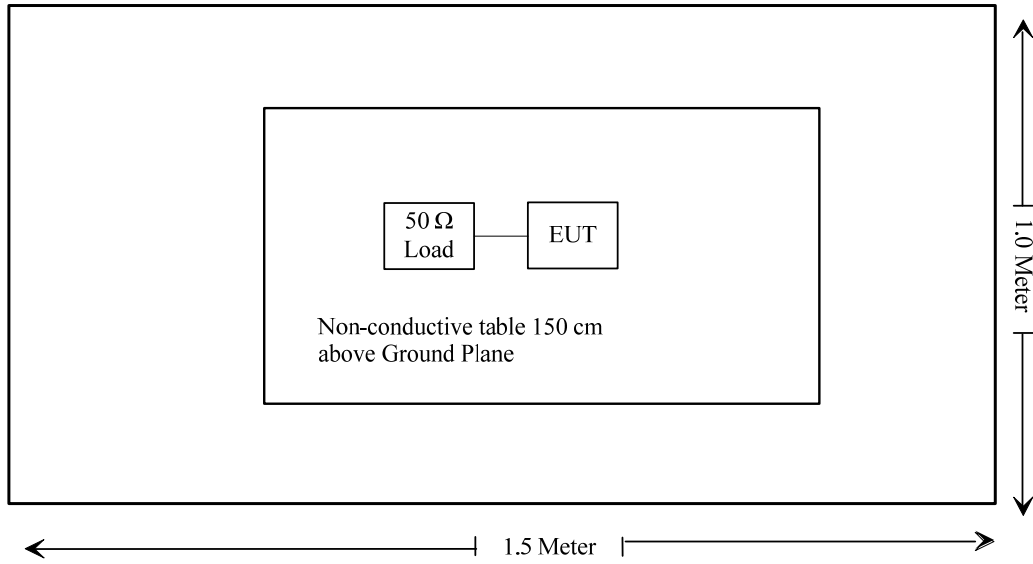 50 Ω
Load
EUT
Non-conductive table 150 cm
above Ground Plane
1.0 Meter
1.5 Meter